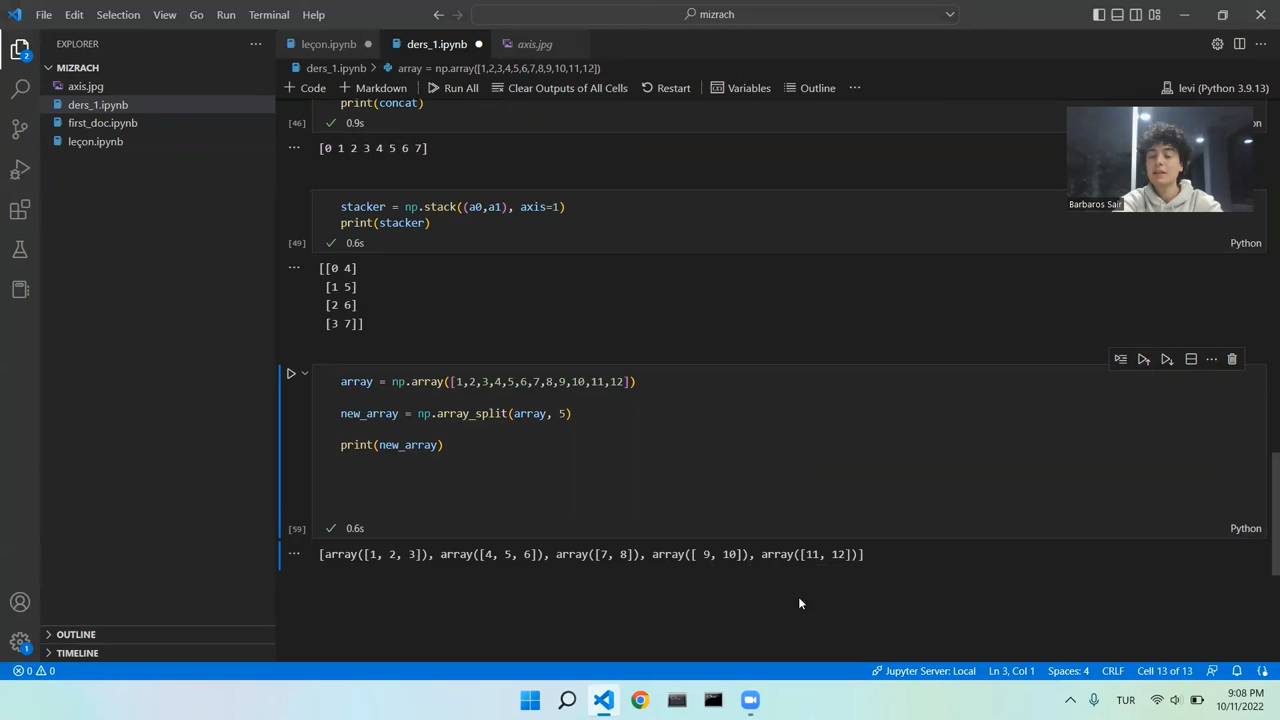 File Edit Selection View Go Run Terminal Help
mizrach
EXPLORER
leçon.ipynb
ders_1.ipynb
axis.jpg
MIZRACH
ders_1.ipynb > array = np.array([1,2,3,4,5,6,7,8,9,10,11,12])
axis.jpg
ders_1.ipynb
first_doc.ipynb
leçon.ipynb
+ Code + Markdown Run All Clear Outputs of All Cells Restart Variables Outline ...
levi (Python 3.9.13)
print(concat)
[46] 0.9s
[0 1 2 3 4 5 6 7]
Barbaros Sair
stacker = np.stack((a0,a1), axis=1)
print(stacker)
[49] 0.6s Python
[[0 4]
[1 5]
[2 6]
[3 7]]
array = np.array([1,2,3,4,5,6,7,8,9,10,11,12])
new_array = np.array_split(array, 5)
print(new_array)
[59] 0.6s Python
[array([1, 2, 3]), array([4, 5, 6]), array([7, 8]), array([ 9, 10]), array([11, 12])]
OUTLINE
TIMELINE
0 0 Jupyter Server: Local Ln 3, Col 1 Spaces: 4 CRLF Cell 13 of 13
TUR
9:08 PM
10/11/2022